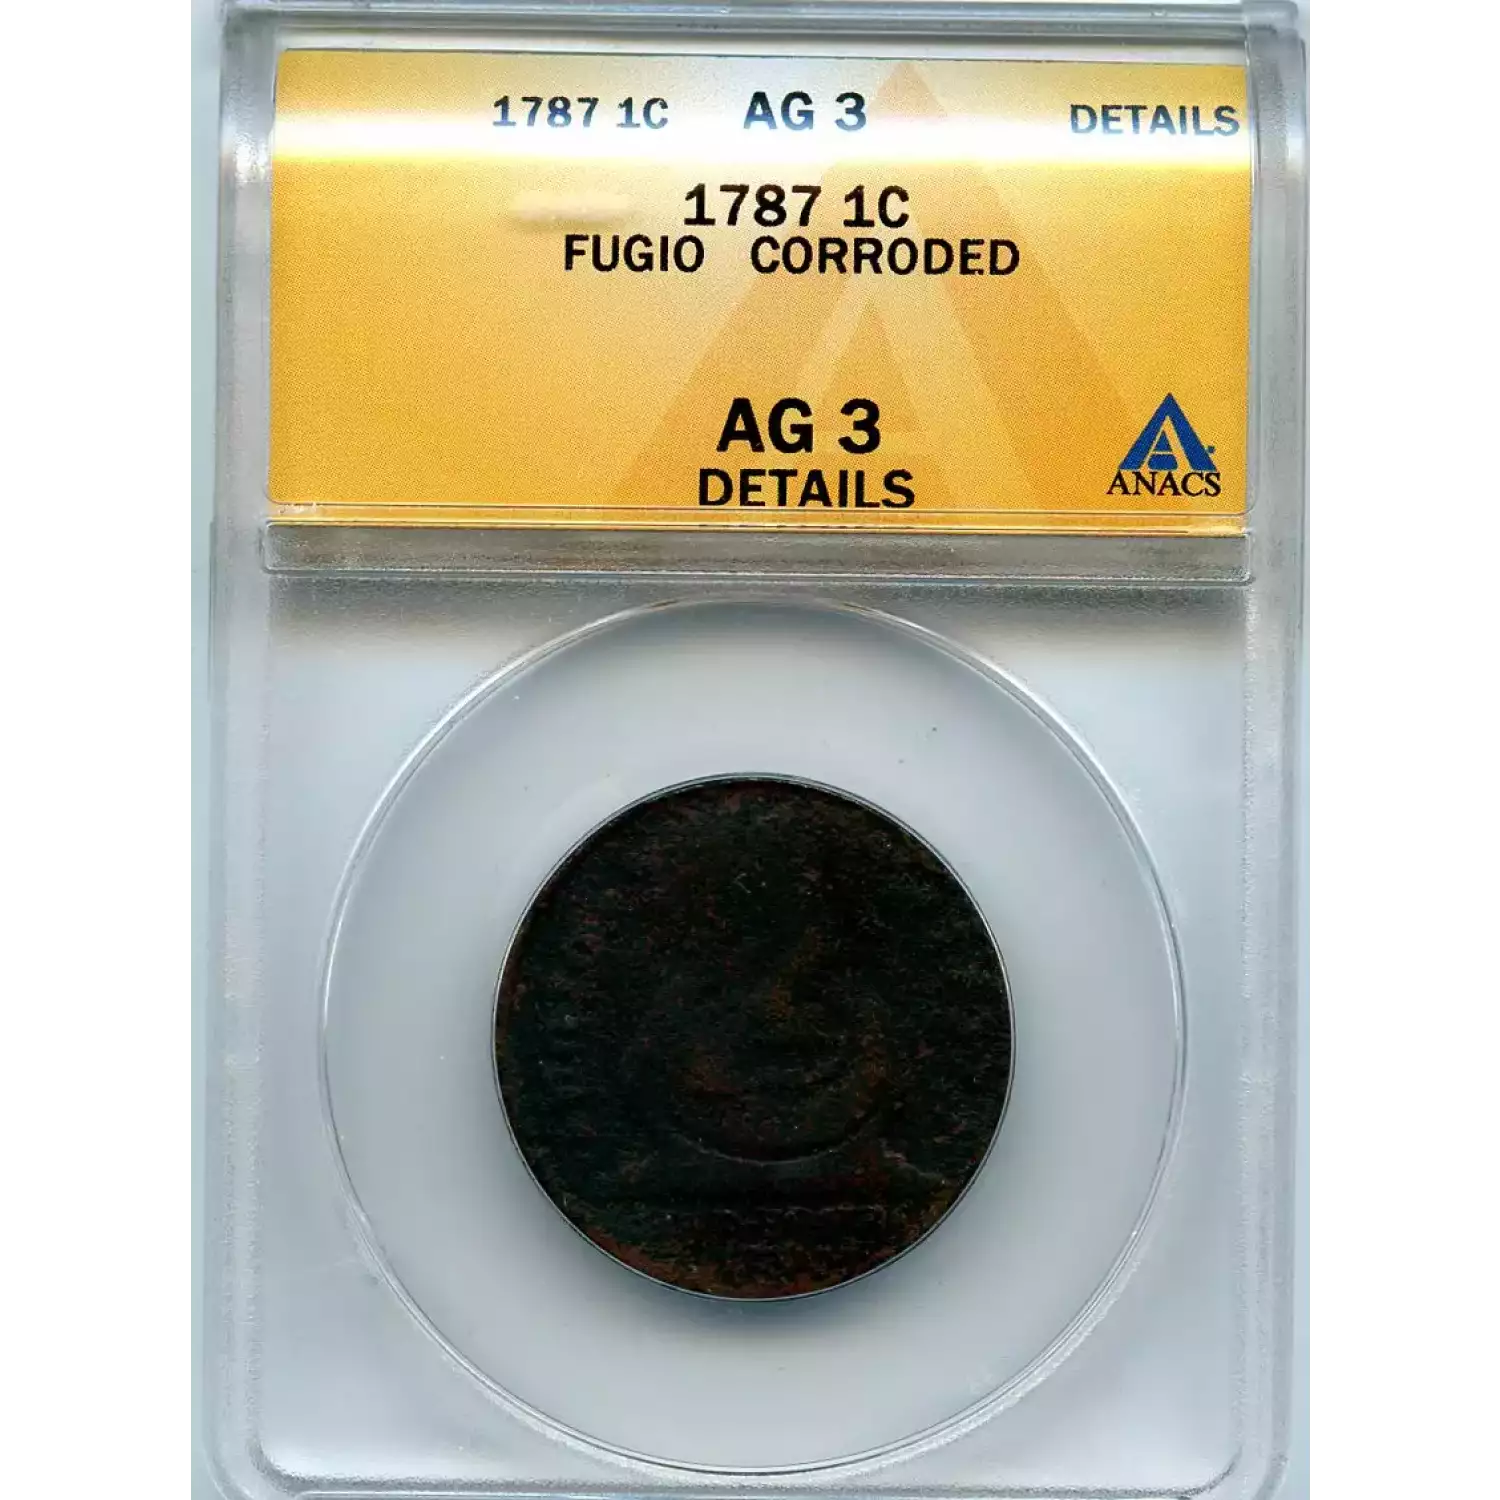 1787 1C AG 3 DETAILS
1787 1C
FUGIO CORRODED
AG 3
DETAILS
ANACS